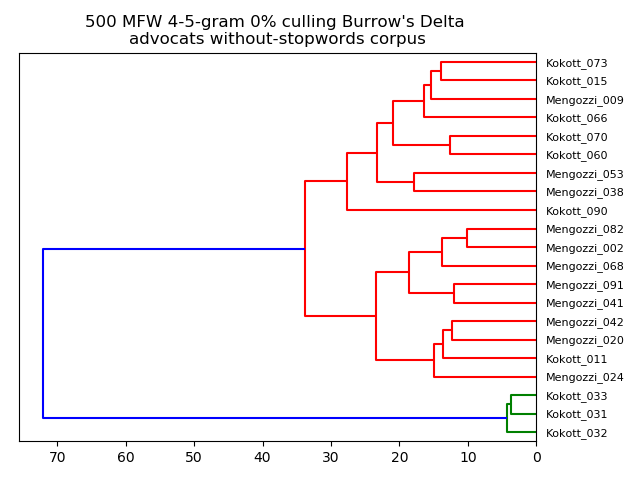 500 MFW 4-5-gram 0% culling Burrow's Delta
advocats without-stopwords corpus
Kokott_073
Kokott_015
Mengozzi_009
Kokott_066
Kokott_070
Kokott_060
Mengozzi_053
Mengozzi_038
Kokott_090
Mengozzi_082
Mengozzi_002
Mengozzi_068
Mengozzi_091
Mengozzi_041
Mengozzi_042
Mengozzi_020
Kokott_011
Mengozzi_024
Kokott_033
Kokott_031
Kokott_032
70 60 50 40 30 20 10 0